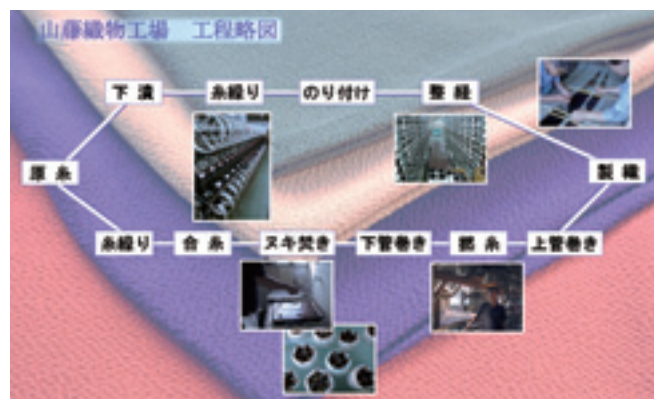 山藤織物工場 工程略図
下漬 糸繰り のり付け 整経
原糸 製織
糸繰り 合糸 ヌキ焚き 下管巻き 撚糸 上管巻き